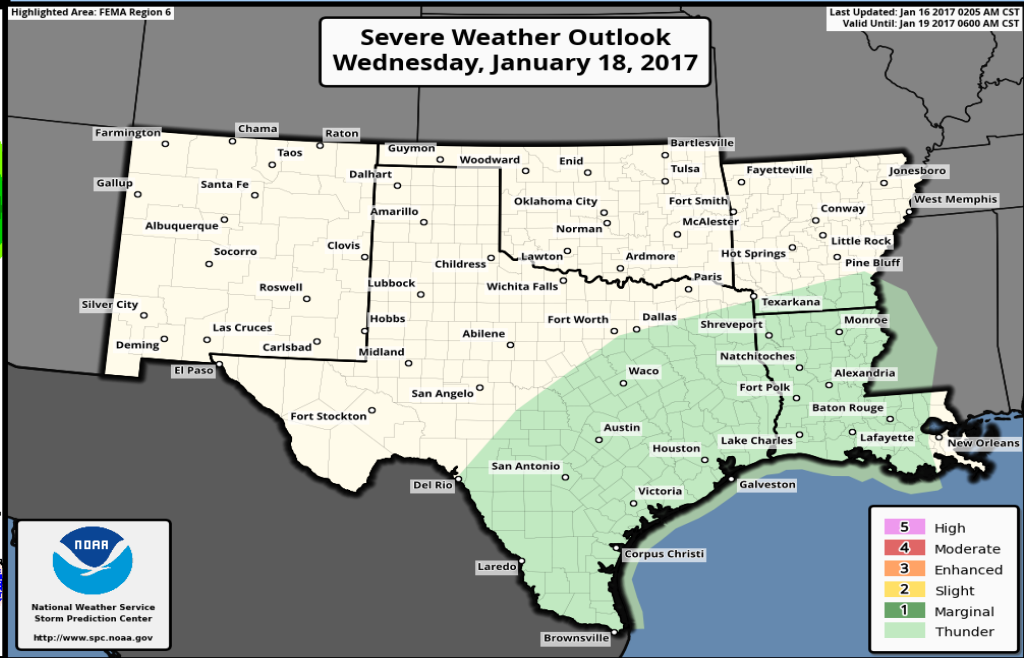 Highlighted Area: FEMA Region 6
Last Updated: Jan 16 2017 0205 AM CST
Valid Until: Jan 19 2017 0600 AM CST
Severe Weather Outlook
Wednesday, January 18, 2017
Farmington
Chama
Raton
Guymon
Bartlesville
Taos
Woodward
Enid
Tulsa
Fayetteville
Jonesboro
Gallup
Santa Fe
Dalhart
Oklahoma City
Fort Smith
West Memphis
Albuquerque
Amarillo
Norman
McAlester
Conway
Socorro
Clovis
Childress
Lawton
Ardmore
Hot Springs
Little Rock
Pine Bluff
Roswell
Lubbock
Wichita Falls
Paris
Silver City
Texarkana
Las Cruces
Hobbs
Abilene
Fort Worth
Dallas
Shreveport
Monroe
Deming
Carlsbad
Midland
Natchitoches
El Paso
San Angelo
Waco
Fort Polk
Alexandria
Fort Stockton
Austin
Baton Rouge
Houston
Lake Charles
Lafayette
New Orleans
Del Rio
San Antonio
Victoria
Galveston
Laredo
Corpus Christi
Brownsville
NOAA
National Weather Service
Storm Prediction Center
http://www.spc.noaa.gov
5 High
4 Moderate
3 Enhanced
2 Slight
1 Marginal
Thunder